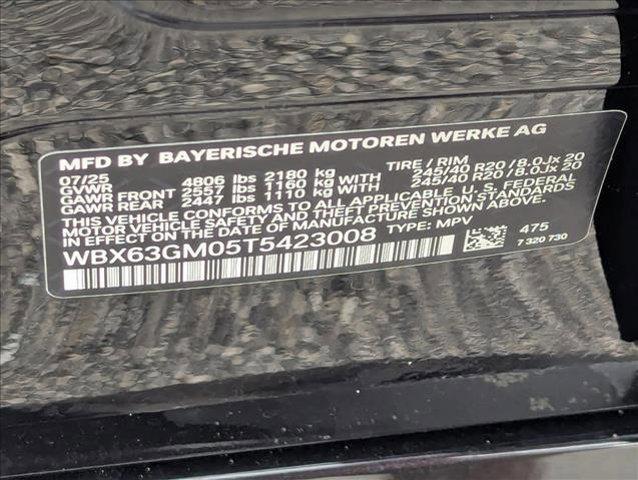 MFD BY BAYERISCHE MOTOREN WERKE AG
07/25 TIRE / RIM
GVWR 4806 lbs 2180 kg
GAWR FRONT 2557 lbs 1160 kg WITH 245/40 R20 / 8.0Jx 20
GAWR REAR 2447 lbs 1110 kg WITH 245/40 R20 / 8.0Jx 20
THIS VEHICLE CONFORMS TO ALL APPLICABLE U. S. FEDERAL
MOTOR VEHICLE SAFETY AND THEFT PREVENTION STANDARDS
IN EFFECT ON THE DATE OF MANUFACTURE SHOWN ABOVE.
WBX63GM05T5423008 TYPE: MPV 475
7 320 730